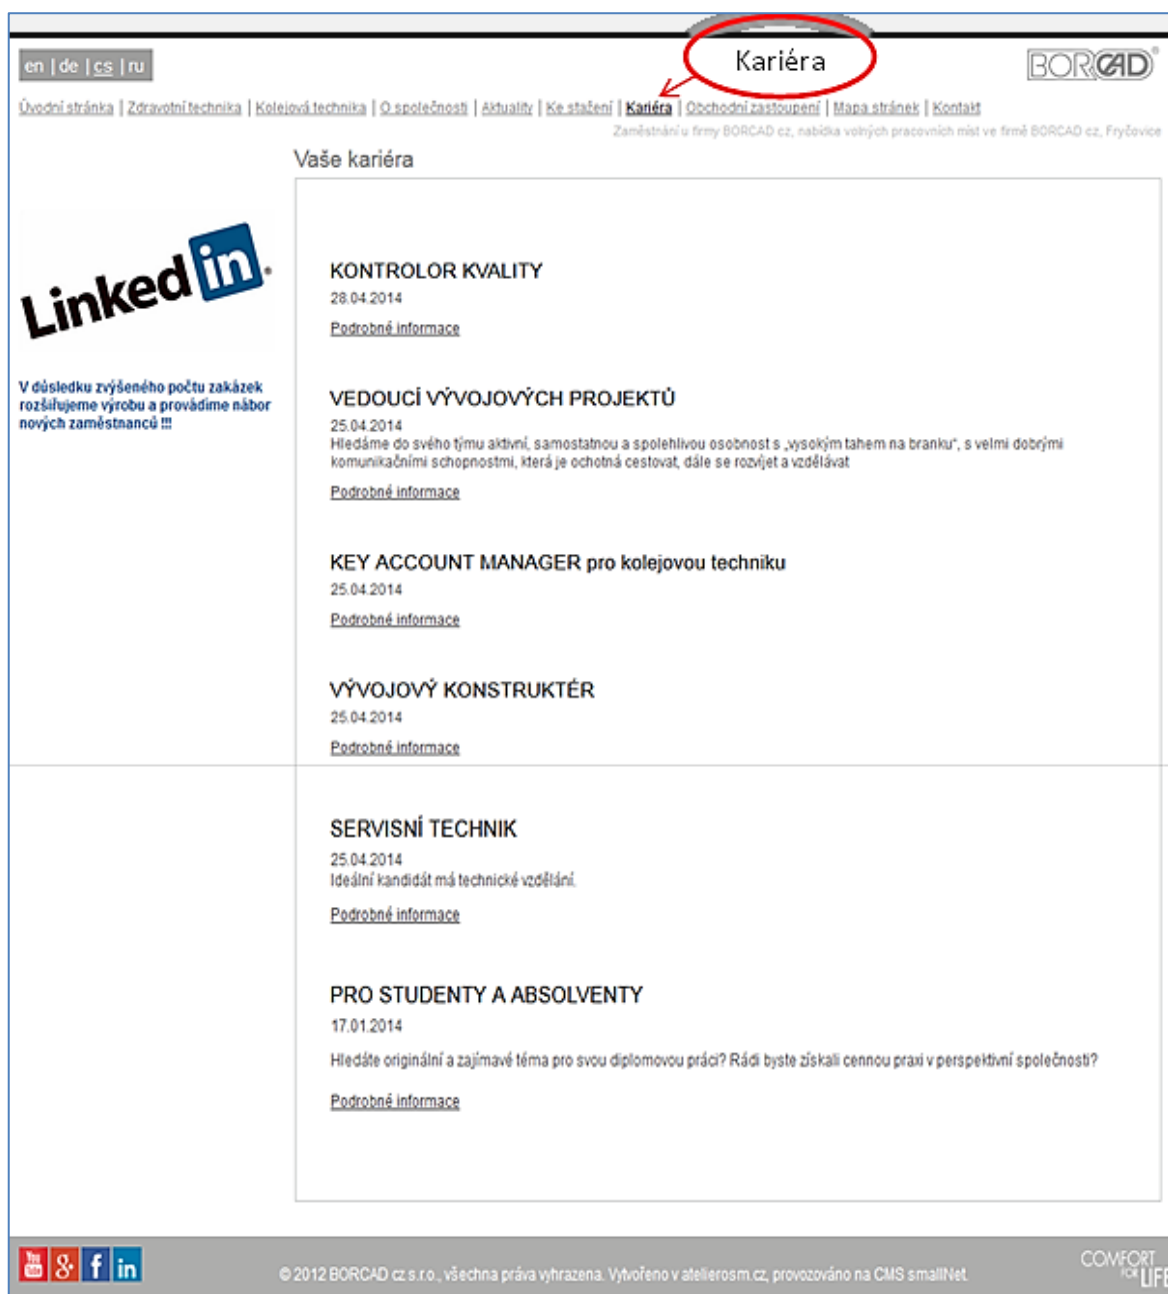 Kariéra
en | de | cs | ru
BORCAD®
Úvodní stránka | Zdravotní technika | Kolejová technika | O společnosti | Aktuality | Ke stažení | Kariéra | Obchodní zastoupení | Mapa stránek | Kontakt
Zaměstnání u firmy BORCAD cz, nabídka volných pracovních míst ve firmě BORCAD cz, Fryčovice
Vaše kariéra
Linked in®
V důsledku zvýšeného počtu zakázek
rozšiřujeme výrobu a provádíme nábor
nových zaměstnanců !!!
KONTROLOR KVALITY
28.04.2014
Podrobné informace
VEDOUCÍ VÝVOJOVÝCH PROJEKTŮ
25.04.2014
Hledáme do svého týmu aktivní, samostatnou a spolehlivou osobnost s „vysokým tahem na branku“, s velmi dobrými
komunikačními schopnostmi, která je ochotná cestovat, dále se rozvíjet a vzdělávat
Podrobné informace
KEY ACCOUNT MANAGER pro kolejovou techniku
25.04.2014
Podrobné informace
VÝVOJOVÝ KONSTRUKTÉR
25.04.2014
Podrobné informace
SERVISNÍ TECHNIK
25.04.2014
Ideální kandidát má technické vzdělání.
Podrobné informace
PRO STUDENTY A ABSOLVENTY
17.01.2014
Hledáte originální a zajímavé téma pro svou diplomovou práci? Rádi byste získali cennou praxi v perspektivní společnosti?
Podrobné informace
You Tube g+ f in
© 2012 BORCAD cz s.r.o., všechna práva vyhrazena. Vytvořeno v atelierosm.cz, provozováno na CMS smallNet.
COMFORT
FOR LIFE